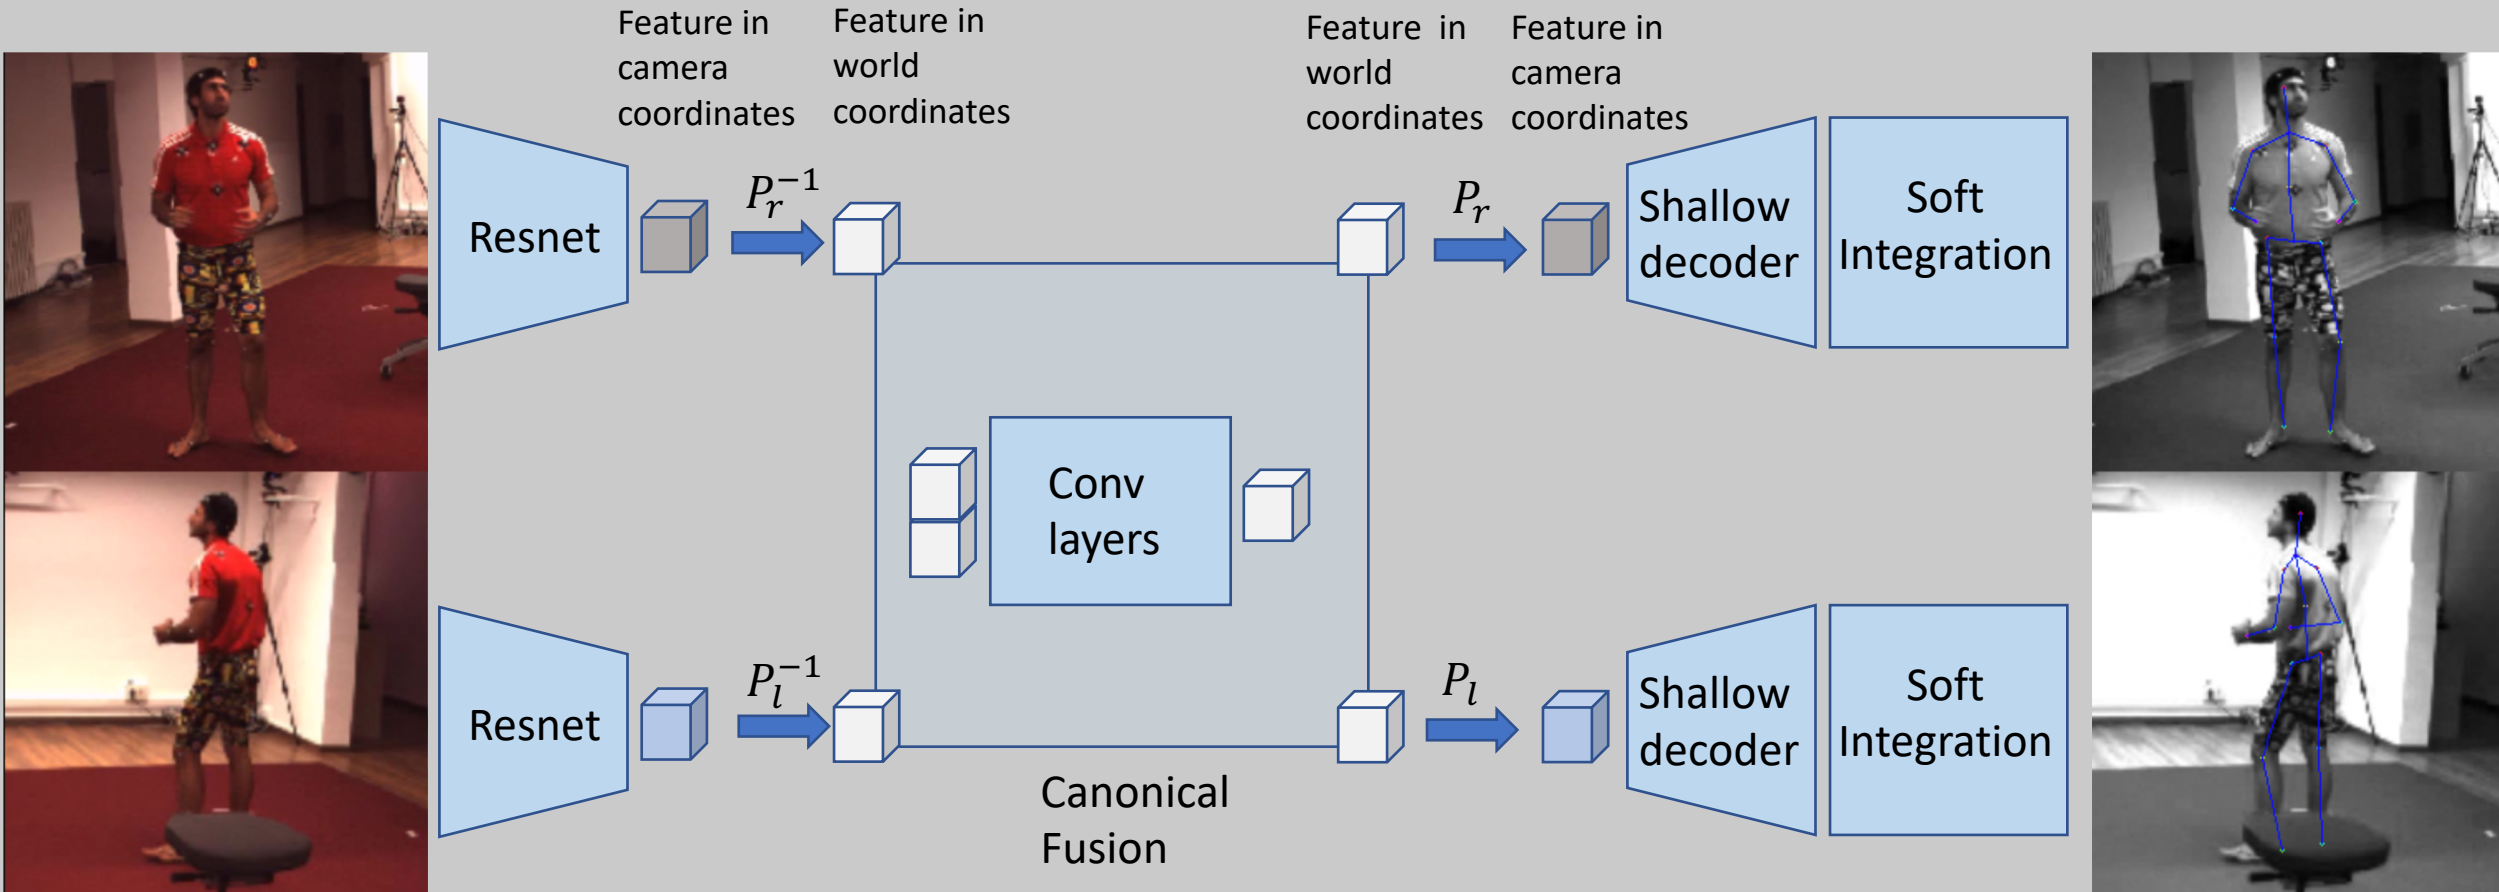 Feature in
camera
coordinates
Feature in
world
coordinates
Feature in
world
coordinates
Feature in
camera
coordinates
Resnet
$P_r^{-1}$
$P_r$
Shallow
decoder
Soft
Integration
Conv
layers
Resnet
$P_l^{-1}$
$P_l$
Shallow
decoder
Soft
Integration
Canonical
Fusion